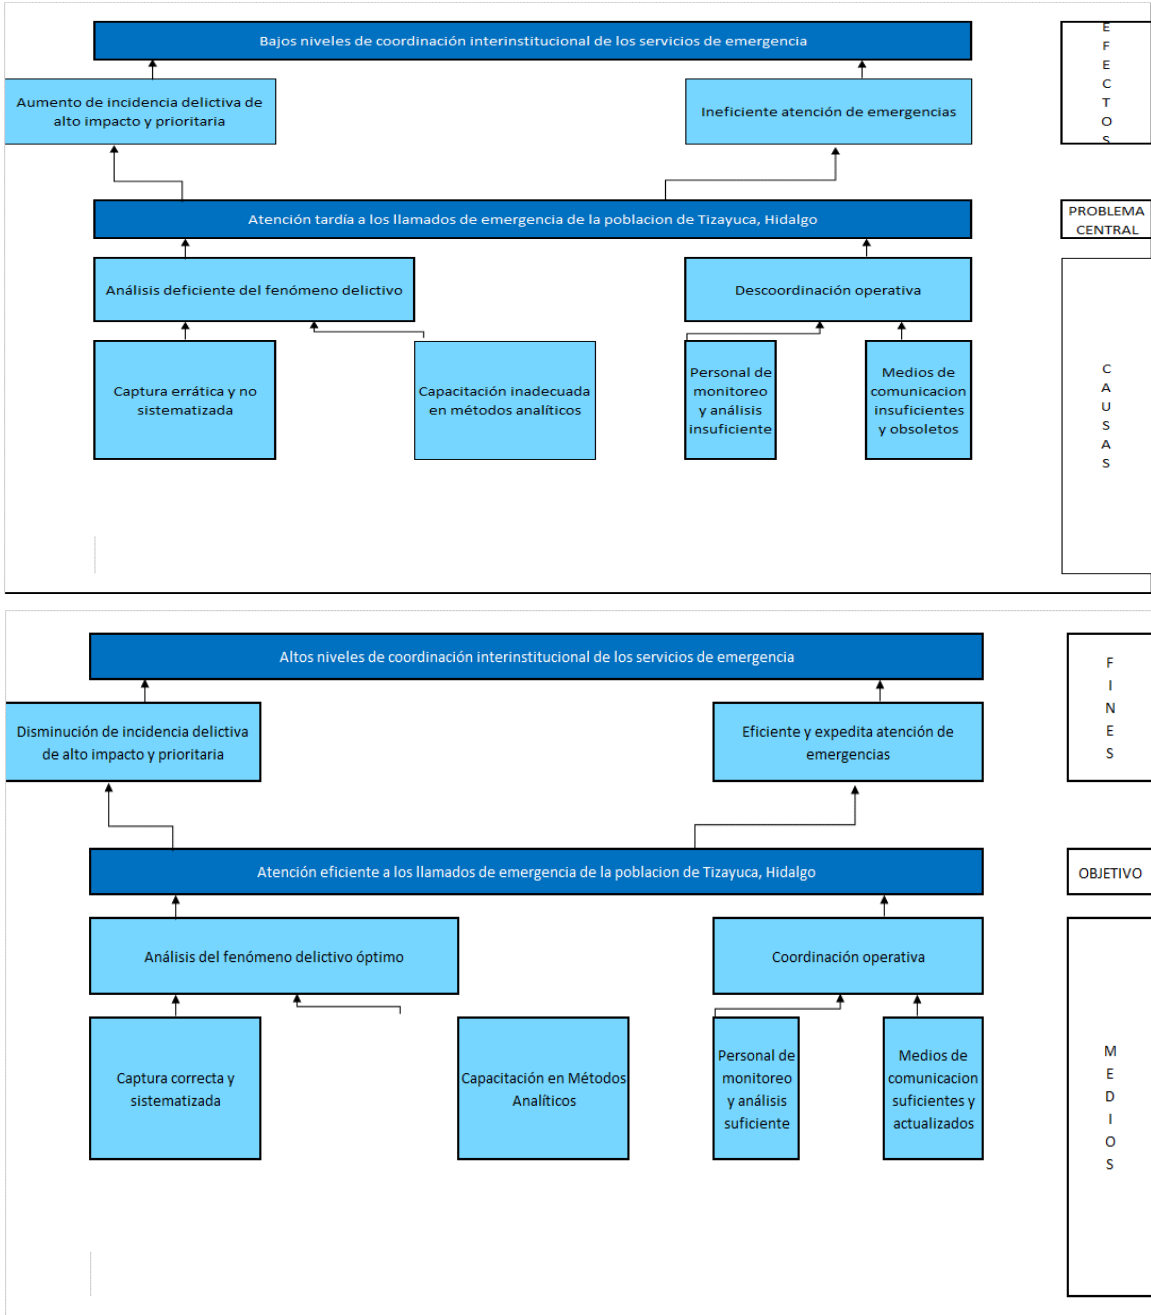 Bajos niveles de coordinación interinstitucional de los servicios de emergencia
E
F
E
C
T
O
S
Aumento de incidencia delictiva de
alto impacto y prioritaria
Ineficiente atención de emergencias
Atención tardía a los llamados de emergencia de la poblacion de Tizayuca, Hidalgo
PROBLEMA
CENTRAL
Análisis deficiente del fenómeno delictivo
Descoordinación operativa
Captura errática y no
sistematizada
Capacitación inadecuada
en métodos analíticos
Personal de
monitoreo
y análisis
insuficiente
Medios de
comunicacion
insuficientes
y obsoletos
C
A
U
S
A
S
Altos niveles de coordinación interinstitucional de los servicios de emergencia
F
I
N
E
S
Disminución de incidencia delictiva
de alto impacto y prioritaria
Eficiente y expedita atención de
emergencias
Atención eficiente a los llamados de emergencia de la poblacion de Tizayuca, Hidalgo
OBJETIVO
Análisis del fenómeno delictivo óptimo
Coordinación operativa
Captura correcta y
sistematizada
Capacitación en Métodos
Analíticos
Personal de
monitoreo
y análisis
suficiente
Medios de
comunicacion
suficientes y
actualizados
M
E
D
I
O
S